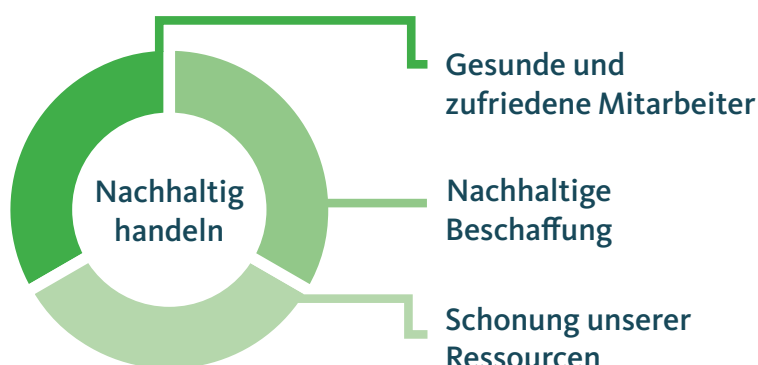 Gesunde und
zufriedene Mitarbeiter
Nachhaltig
handeln
Nachhaltige
Beschaffung
Schonung unserer
Ressourcen